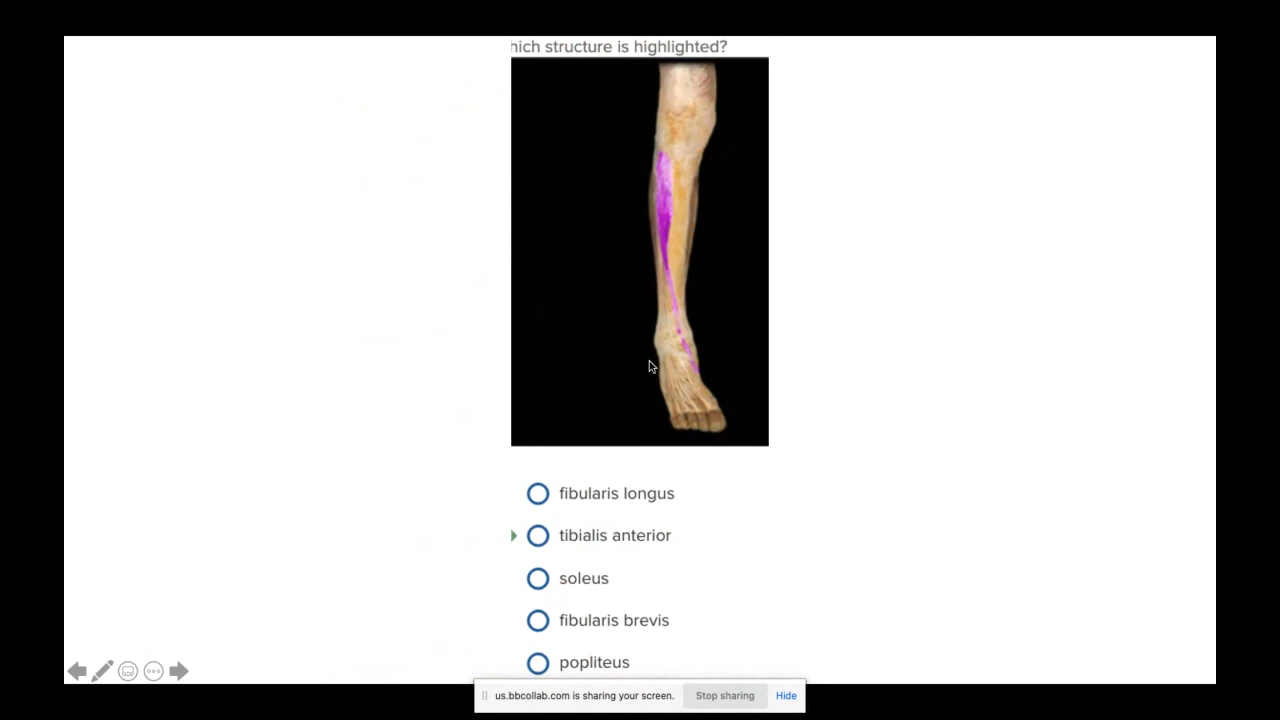 hich structure is highlighted?
fibularis longus
tibialis anterior
soleus
fibularis brevis
popliteus
us.bbcollab.com is sharing your screen. Stop sharing Hide